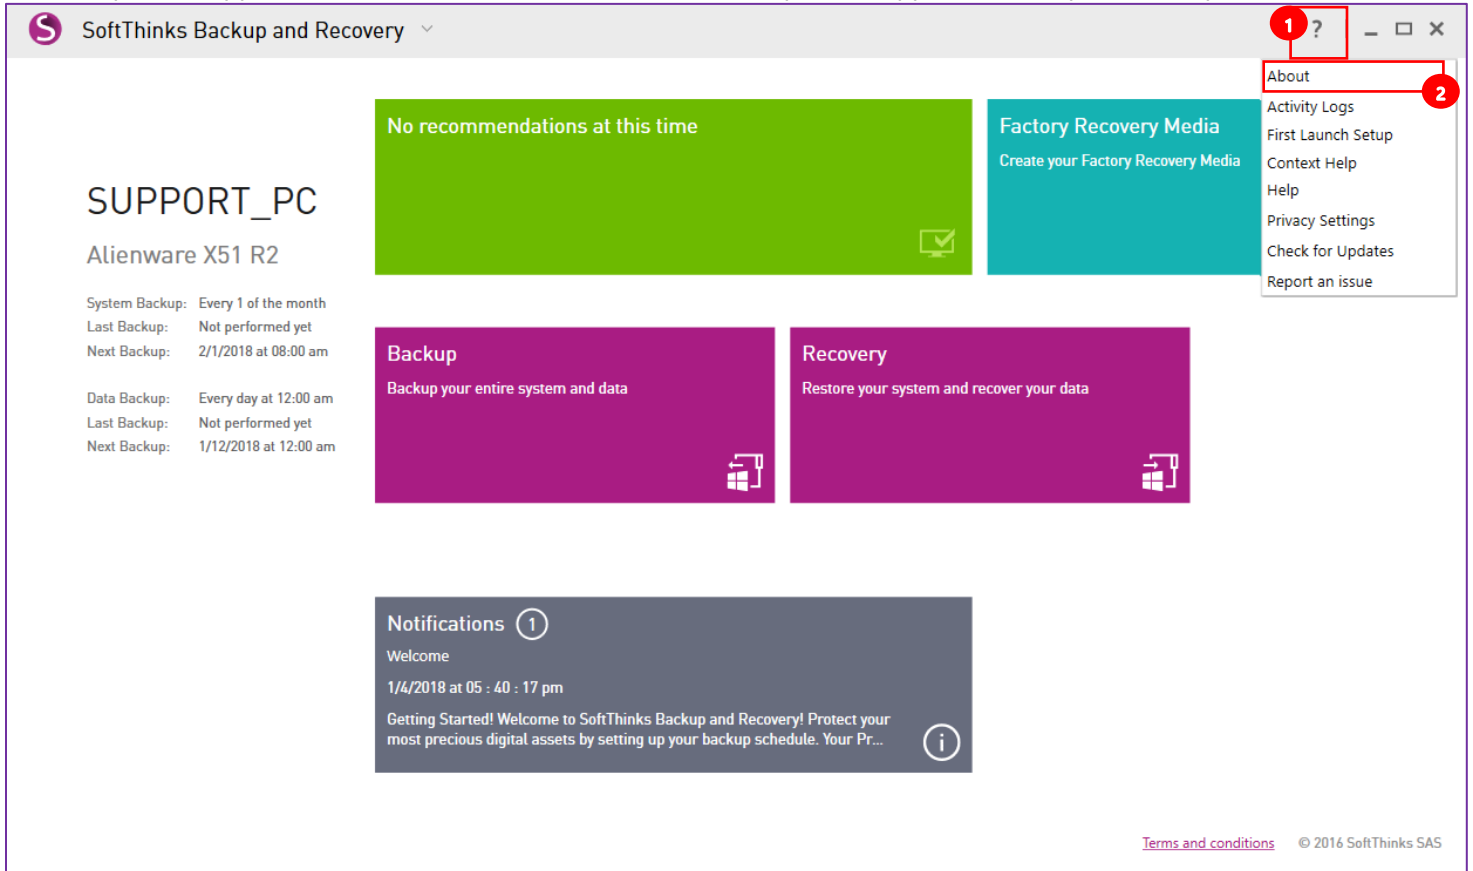 SoftThinks Backup and Recovery
1
?
About
2
Activity Logs
First Launch Setup
Context Help
Help
Privacy Settings
Check for Updates
Report an issue
No recommendations at this time
Factory Recovery Media
Create your Factory Recovery Media
SUPPORT_PC
Alienware X51 R2
System Backup: Every 1 of the month
Last Backup: Not performed yet
Next Backup: 2/1/2018 at 08:00 am
Data Backup: Every day at 12:00 am
Last Backup: Not performed yet
Next Backup: 1/12/2018 at 12:00 am
Backup
Backup your entire system and data
Recovery
Restore your system and recover your data
Notifications 1
Welcome
1/4/2018 at 05 : 40 : 17 pm
Getting Started! Welcome to SoftThinks Backup and Recovery! Protect your
most precious digital assets by setting up your backup schedule. Your Pr...
Terms and conditions © 2016 SoftThinks SAS